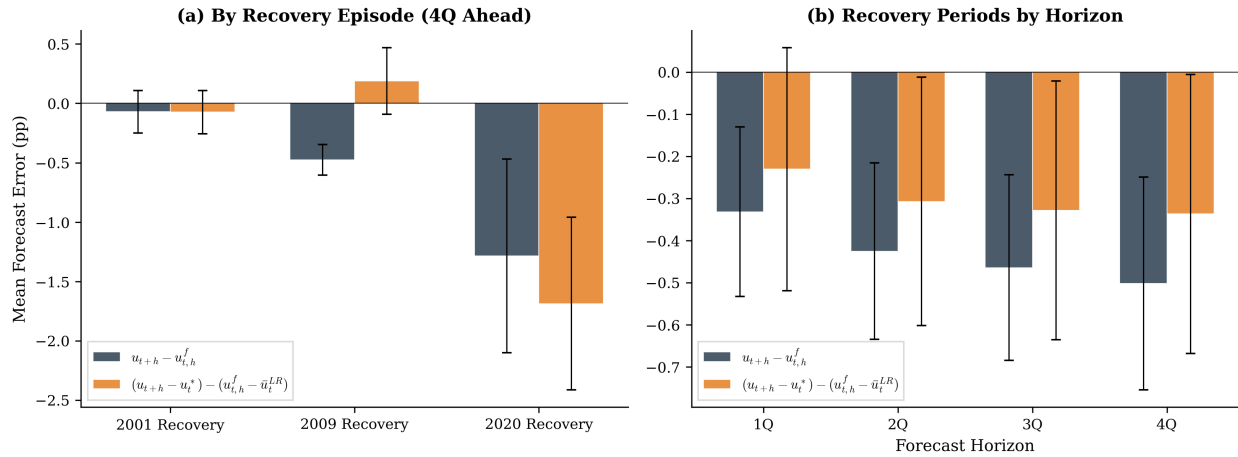 (a) By Recovery Episode (4Q Ahead)
Mean Forecast Error (pp)
0.5
0.0
−0.5
−1.0
−1.5
−2.0
−2.5
2001 Recovery
2009 Recovery
2020 Recovery
$u_{t+h} - u^f_{t,h}$
$(u_{t+h} - u^*_t) - (u^f_{t,h} - \bar{u}^{LR}_t)$
(b) Recovery Periods by Horizon
0.0
−0.1
−0.2
−0.3
−0.4
−0.5
−0.6
−0.7
1Q
2Q
3Q
4Q
Forecast Horizon
$u_{t+h} - u^f_{t,h}$
$(u_{t+h} - u^*_t) - (u^f_{t,h} - \bar{u}^{LR}_t)$